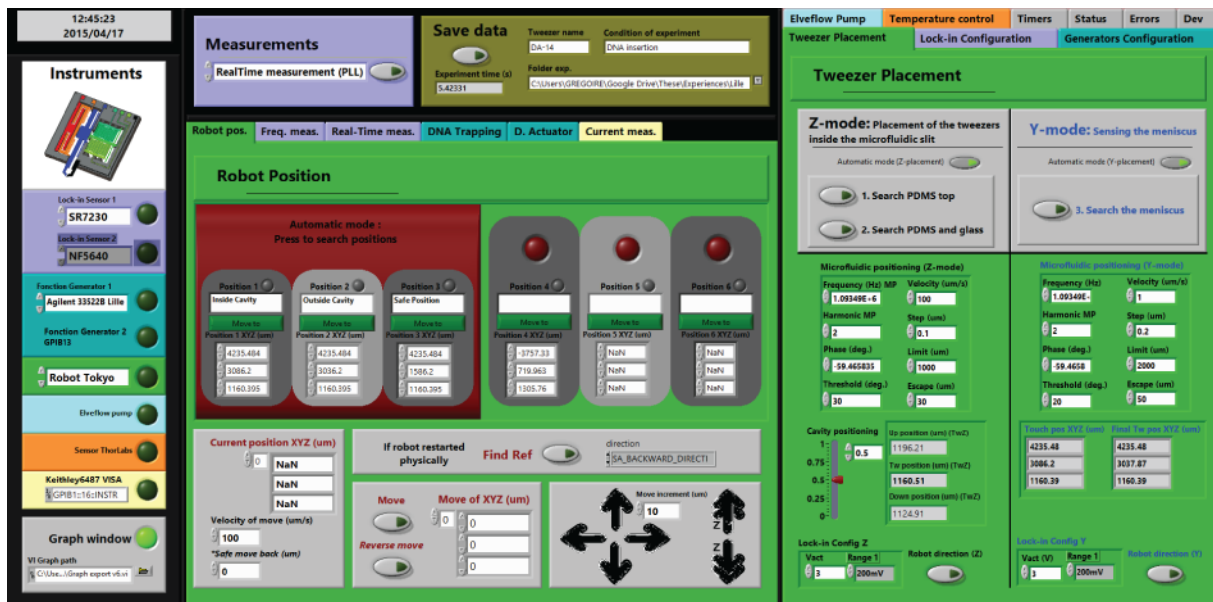 12:45:23
2015/04/17
Instruments
Lock-in Sensor 1
SR7230
Lock-in Sensor 2
NF5640
Fonction Generator 1
Agilent 33522B Lille
Fonction Generator 2
GPIB13
Robot Tokyo
Elveflow pump
Sensor ThorLabs
Keithley6487 VISA
GPIB1::16::INSTR
Graph window
VI Graph path
C:\Use...\Graph export v6.vi
Measurements
RealTime measurement (PLL)
Save data
Experiment time (s)
5.42331
Tweezer name
DA-14
Condition of experiment
DNA insertion
Folder exp.
C:\Users\GREGOIRE\Google Drive\These\Experiences\Lille
Robot pos. Freq. meas. Real-Time meas. DNA Trapping D. Actuator Current meas.
Robot Position
Automatic mode :
Press to search positions
Position 1 Position 2 Position 3 Position 4 Position 5 Position 6
Inside Cavity Outside Cavity Safe Position
Move to Move to Move to Move to Move to Move to
Position 1 XYZ (um) Position 2 XYZ (um) Position 3 XYZ (um) Position 4 XYZ (um) Position 5 XYZ (um) Position 6 XYZ (um)
4235.484 4235.484 4235.484 -3757.33 NaN NaN
3086.2 3036.2 1586.2 719.963 NaN NaN
1160.395 1160.395 1160.395 1305.76 NaN NaN
Current position XYZ (um)
0 NaN
NaN
NaN
Velocity of move (um/s)
100
*Safe move back (um)
0
If robot restarted
physically
Find Ref
direction
SA_BACKWARD_DIRECTI
Move
Reverse move
Move of XYZ (um)
0 0
0
0
Move increment (um)
10
Z
Z
Elveflow Pump Temperature control Timers Status Errors Dev
Tweezer Placement Lock-in Configuration Generators Configuration
Tweezer Placement
Z-mode: Placement of the tweezers
inside the microfluidic slit
Automatic mode (Z-placement)
1. Search PDMS top
2. Search PDMS and glass
Y-mode: Sensing the meniscus
Automatic mode (Y-placement)
3. Search the meniscus
Microfluidic positioning (Z-mode)
Frequency (Hz) MP Velocity (um/s)
1.09349E+6 100
Harmonic MP Step (um)
2 0.1
Phase (deg.) Limit (um)
-59.465835 1000
Threshold (deg.) Escape (um)
30 30
Microfluidic positioning (Y-mode)
Frequency (Hz) Velocity (um/s)
1.09349E+ 1
Harmonic MP Step (um)
2 0.2
Phase (deg.) Limit (um)
-59.4658 2000
Threshold (deg.) Escape (um)
20 50
Cavity positioning
1-
0.75-
0.5-
0.25-
0-
0.5
Up position (um) (TwZ)
1196.21
Tw position (um) (TwZ)
1160.51
Down position (um) (TwZ)
1124.91
Touch pos XYZ (um) Final Tw pos XYZ (um)
4235.48 4235.48
3086.2 3037.87
1160.39 1160.39
Lock-in Config Z
Vact Range 1
3 200mV
Robot direction (Z)
Lock-in Config Y
Vact (V) Range 1
3 200mV
Robot direction (Y)